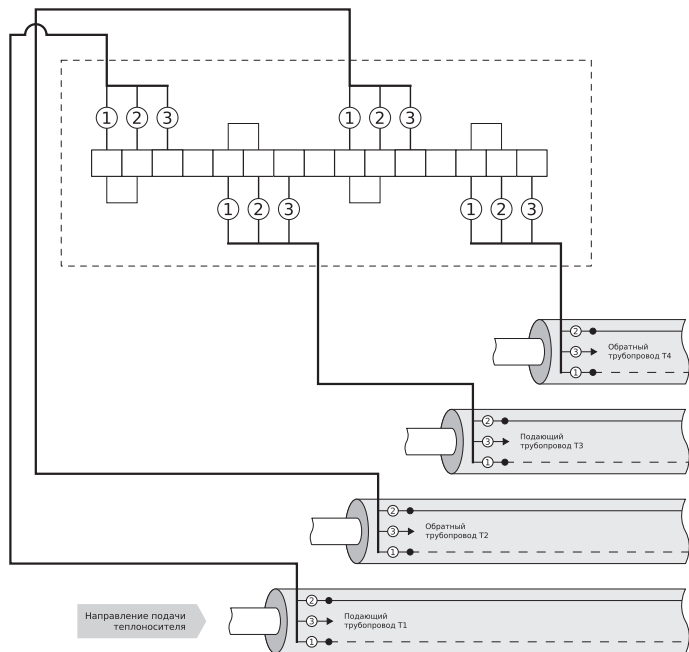 1 2 3 1 2 3
1 2 3 1 2 3
2
3
1
Обратный
трубопровод Т4
2
3
1
Подающий
трубопровод Т3
2
3
1
Обратный
трубопровод Т2
2
3
1
Подающий
трубопровод Т1
Направление подачи
теплоносителя